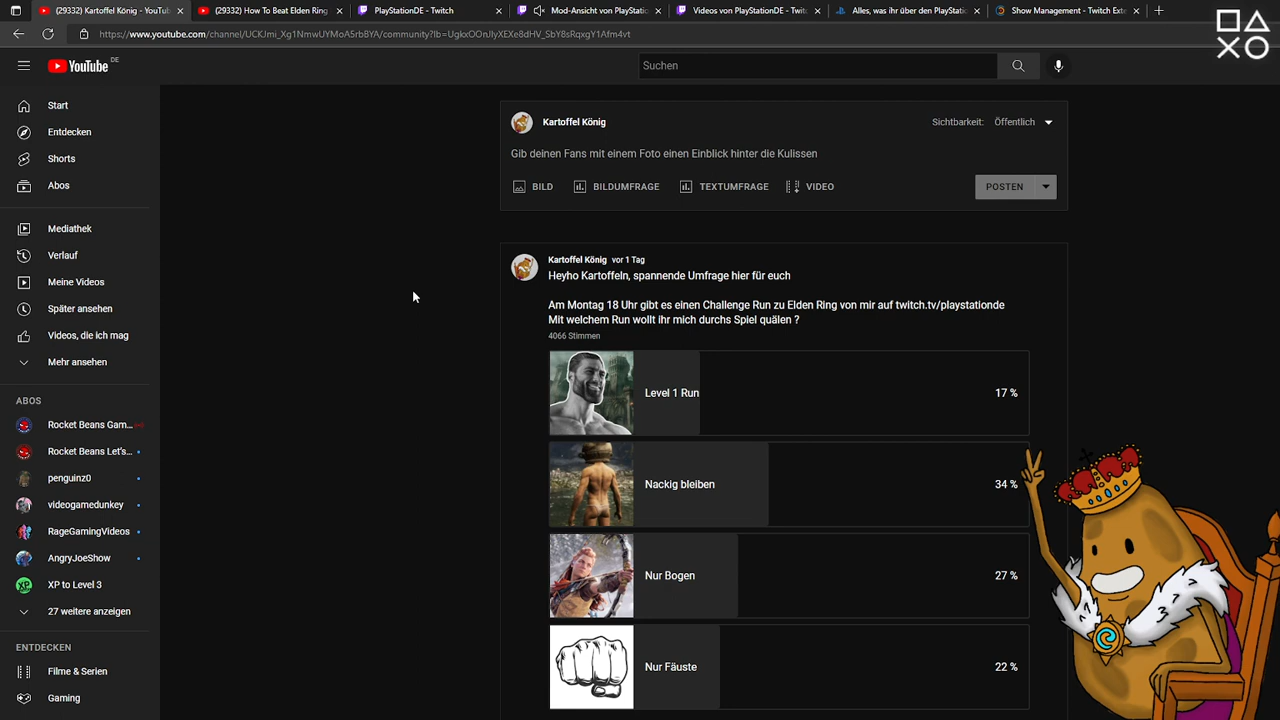 (29332) Kartoffel König - YouTu
(29332) How To Beat Elden Ring
PlayStationDE - Twitch
Mod-Ansicht von PlayStatio
Videos von PlayStationDE - Tw
Alles, was ihr über den PlayStati
Show Management - Twitch Ext
https://www.youtube.com/channel/UCKJmi_Xg1NmwUYMoA5rbBYA/community?lb=UgkxOOnJlyXEXe8dHV_SbY8sRqxgY1Afm4vt
YouTube DE
Suchen
Start
Entdecken
Shorts
Abos
Mediathek
Verlauf
Meine Videos
Später ansehen
Videos, die ich mag
Mehr ansehen
ABOS
Rocket Beans Gam...
Rocket Beans Let's...
penguinz0
videogamedunkey
RageGamingVideos
AngryJoeShow
XP XP to Level 3
27 weitere anzeigen
ENTDECKEN
Filme & Serien
Gaming
Kartoffel König
Sichtbarkeit: Öffentlich
Gib deinen Fans mit einem Foto einen Einblick hinter die Kulissen
BILD BILDUMFRAGE TEXTUMFRAGE VIDEO POSTEN
Kartoffel König vor 1 Tag
Heyho Kartoffeln, spannende Umfrage hier für euch
Am Montag 18 Uhr gibt es einen Challenge Run zu Elden Ring von mir auf twitch.tv/playstationde
Mit welchem Run wollt ihr mich durchs Spiel quälen ?
4066 Stimmen
Level 1 Run 17 %
Nackig bleiben 34 %
Nur Bogen 27 %
Nur Fäuste 22 %